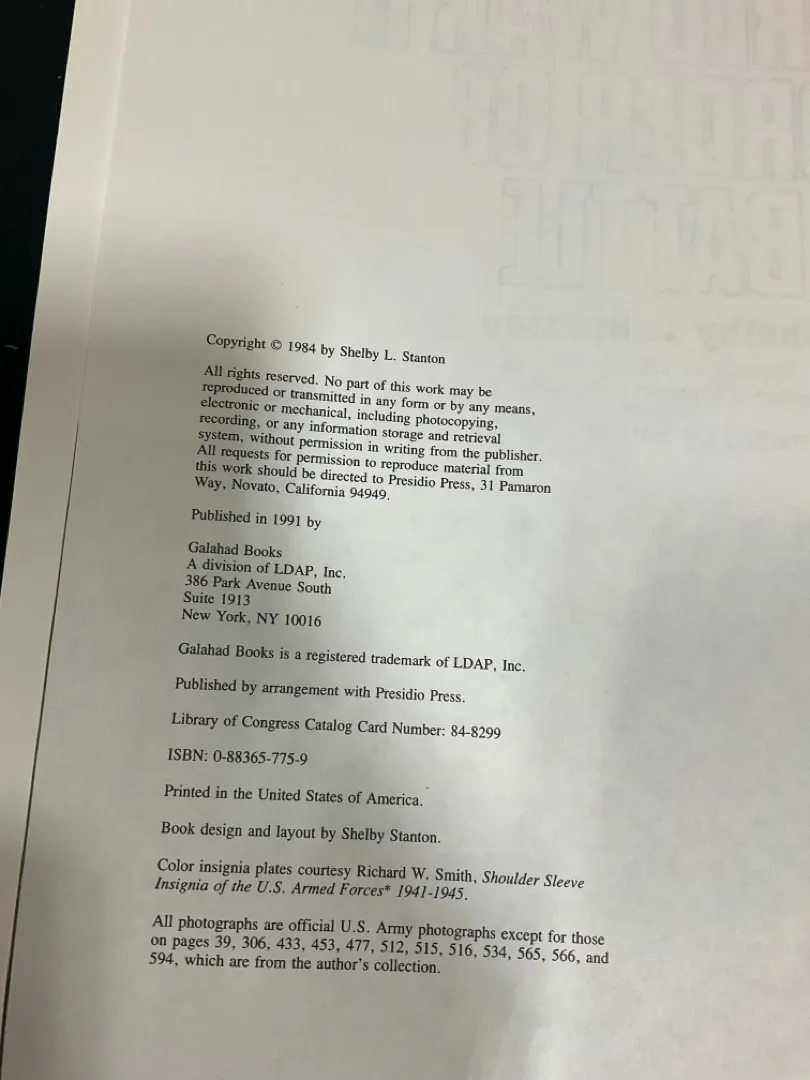 Copyright © 1984 by Shelby L. Stanton
All rights reserved. No part of this work may be
reproduced or transmitted in any form or by any means,
electronic or mechanical, including photocopying,
recording, or any information storage and retrieval
system, without permission in writing from the publisher.
All requests for permission to reproduce material from
this work should be directed to Presidio Press, 31 Pamaron
Way, Novato, California 94949.
Published in 1991 by
Galahad Books
A division of LDAP, Inc.
386 Park Avenue South
Suite 1913
New York, NY 10016
Galahad Books is a registered trademark of LDAP, Inc.
Published by arrangement with Presidio Press.
Library of Congress Catalog Card Number: 84-8299
ISBN: 0-88365-775-9
Printed in the United States of America.
Book design and layout by Shelby Stanton.
Color insignia plates courtesy Richard W. Smith, Shoulder Sleeve
Insignia of the U.S. Armed Forces* 1941-1945.
All photographs are official U.S. Army photographs except for those
on pages 39, 306, 433, 453, 477, 512, 515, 516, 534, 565, 566, and
594, which are from the author's collection.